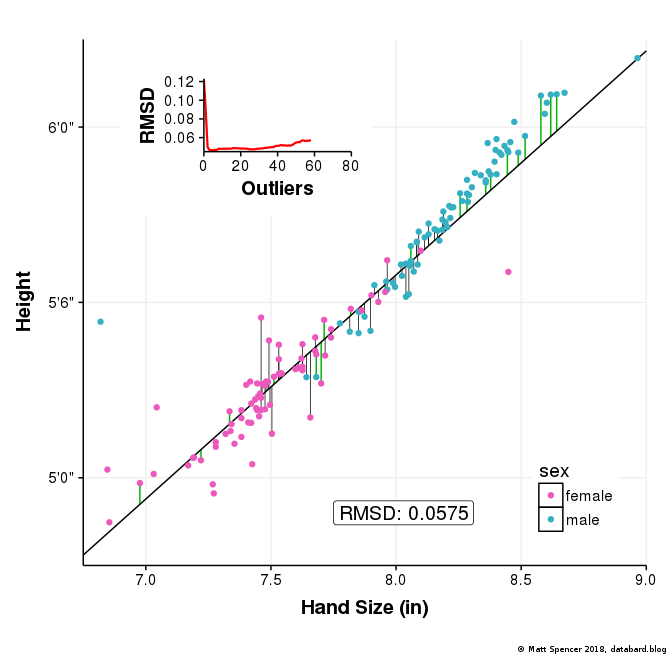 0.12
0.10
0.08
0.06
RMSD
0 20 40 60 80
Outliers
6'0"
5'6"
5'0"
Height
sex
female
male
RMSD: 0.0575
7.0 7.5 8.0 8.5 9.0
Hand Size (in)
© Matt Spencer 2018, databard.blog